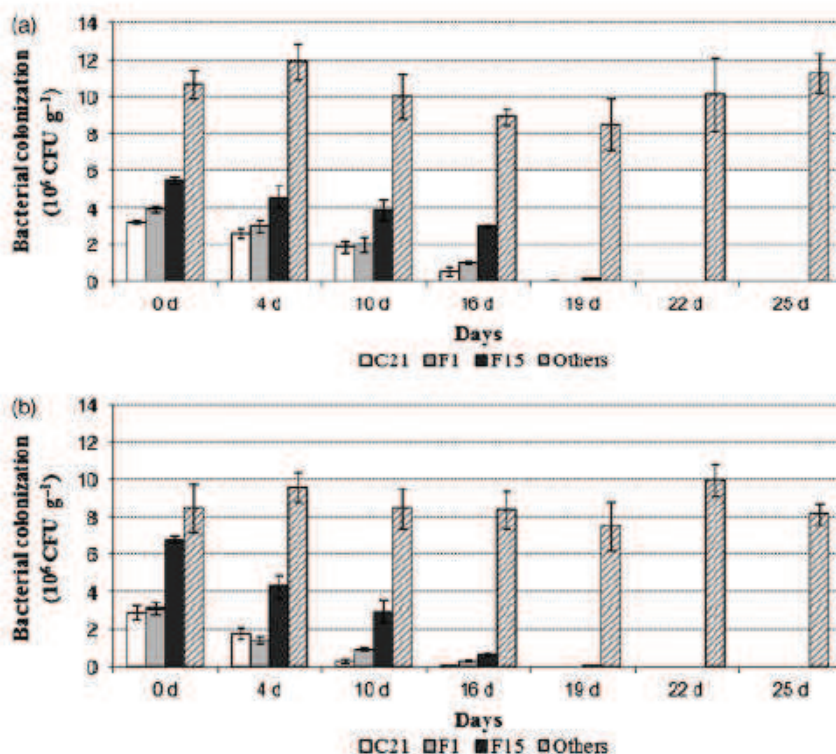 (a)
Bacterial colonization
(10⁶ CFU g⁻¹)
14
12
10
8
6
4
2
0
0 d 4 d 10 d 16 d 19 d 22 d 25 d
Days
C21 F1 F15 Others
(b)
Bacterial colonization
(10⁶ CFU g⁻¹)
14
12
10
8
6
4
2
0
0 d 4 d 10 d 16 d 19 d 22 d 25 d
Days
C21 F1 F15 Others